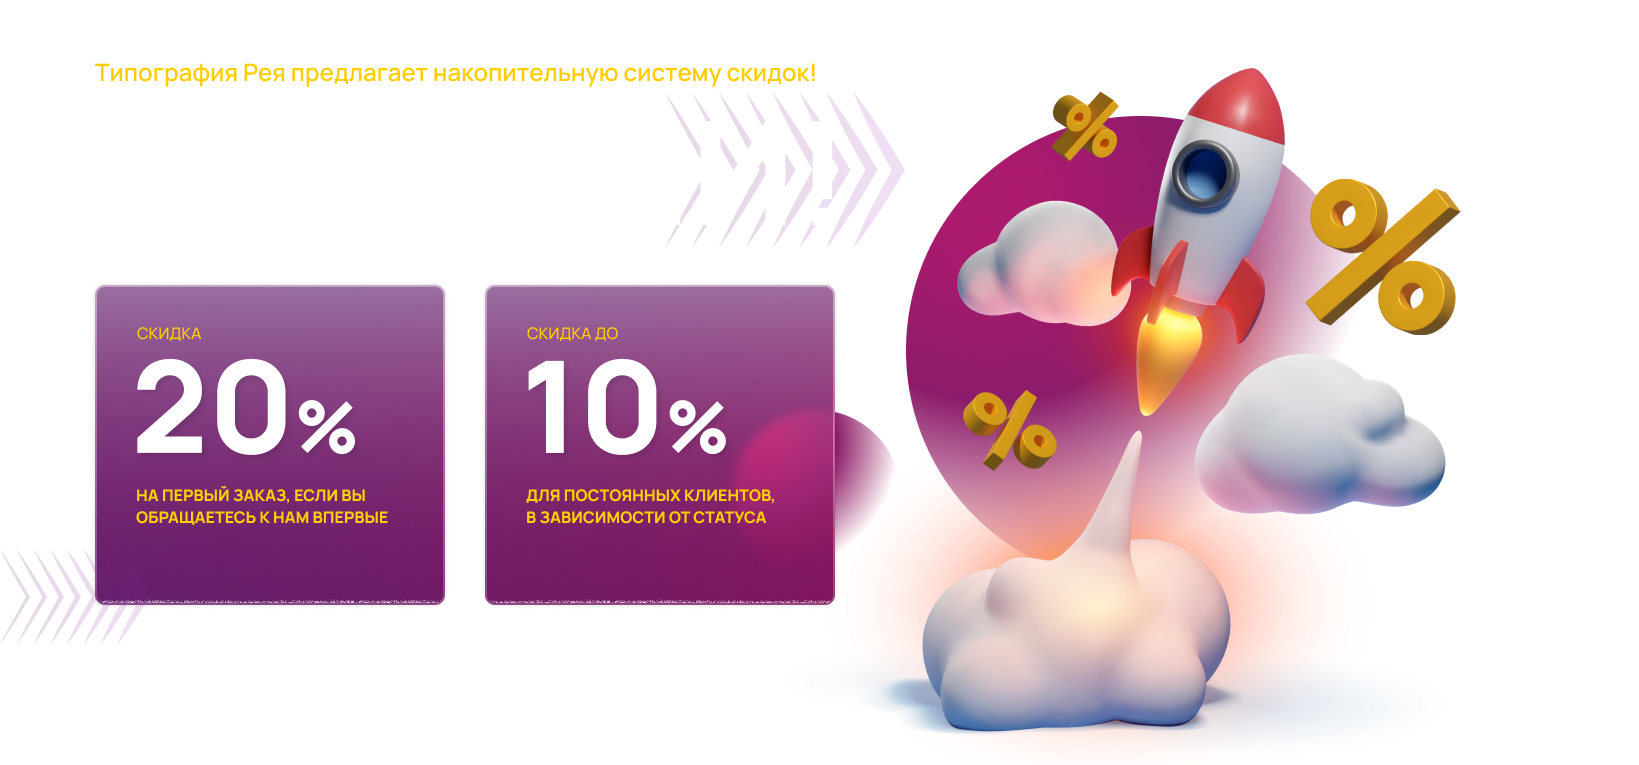 Типография Рея предлагает накопительную систему скидок!
СКИДКА
20%
НА ПЕРВЫЙ ЗАКАЗ, ЕСЛИ ВЫ
ОБРАЩАЕТЕСЬ К НАМ ВПЕРВЫЕ
СКИДКА ДО
10%
ДЛЯ ПОСТОЯННЫХ КЛИЕНТОВ,
В ЗАВИСИМОСТИ ОТ СТАТУСА